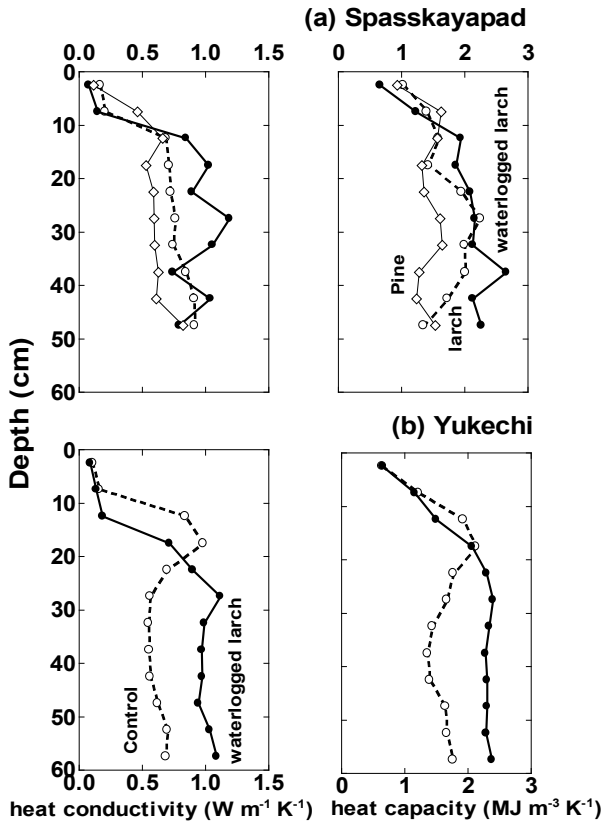 (a) Spasskayapad
0.0 0.5 1.0 1.5
0 1 2 3
0
10
20
30
40
50
60
waterlogged larch
Pine
larch
Depth (cm)
(b) Yukechi
0
10
20
30
40
50
60
Control
waterlogged larch
0.0 0.5 1.0 1.5
0 1 2 3
heat conductivity (W m⁻¹ K⁻¹)
heat capacity (MJ m⁻³ K⁻¹)